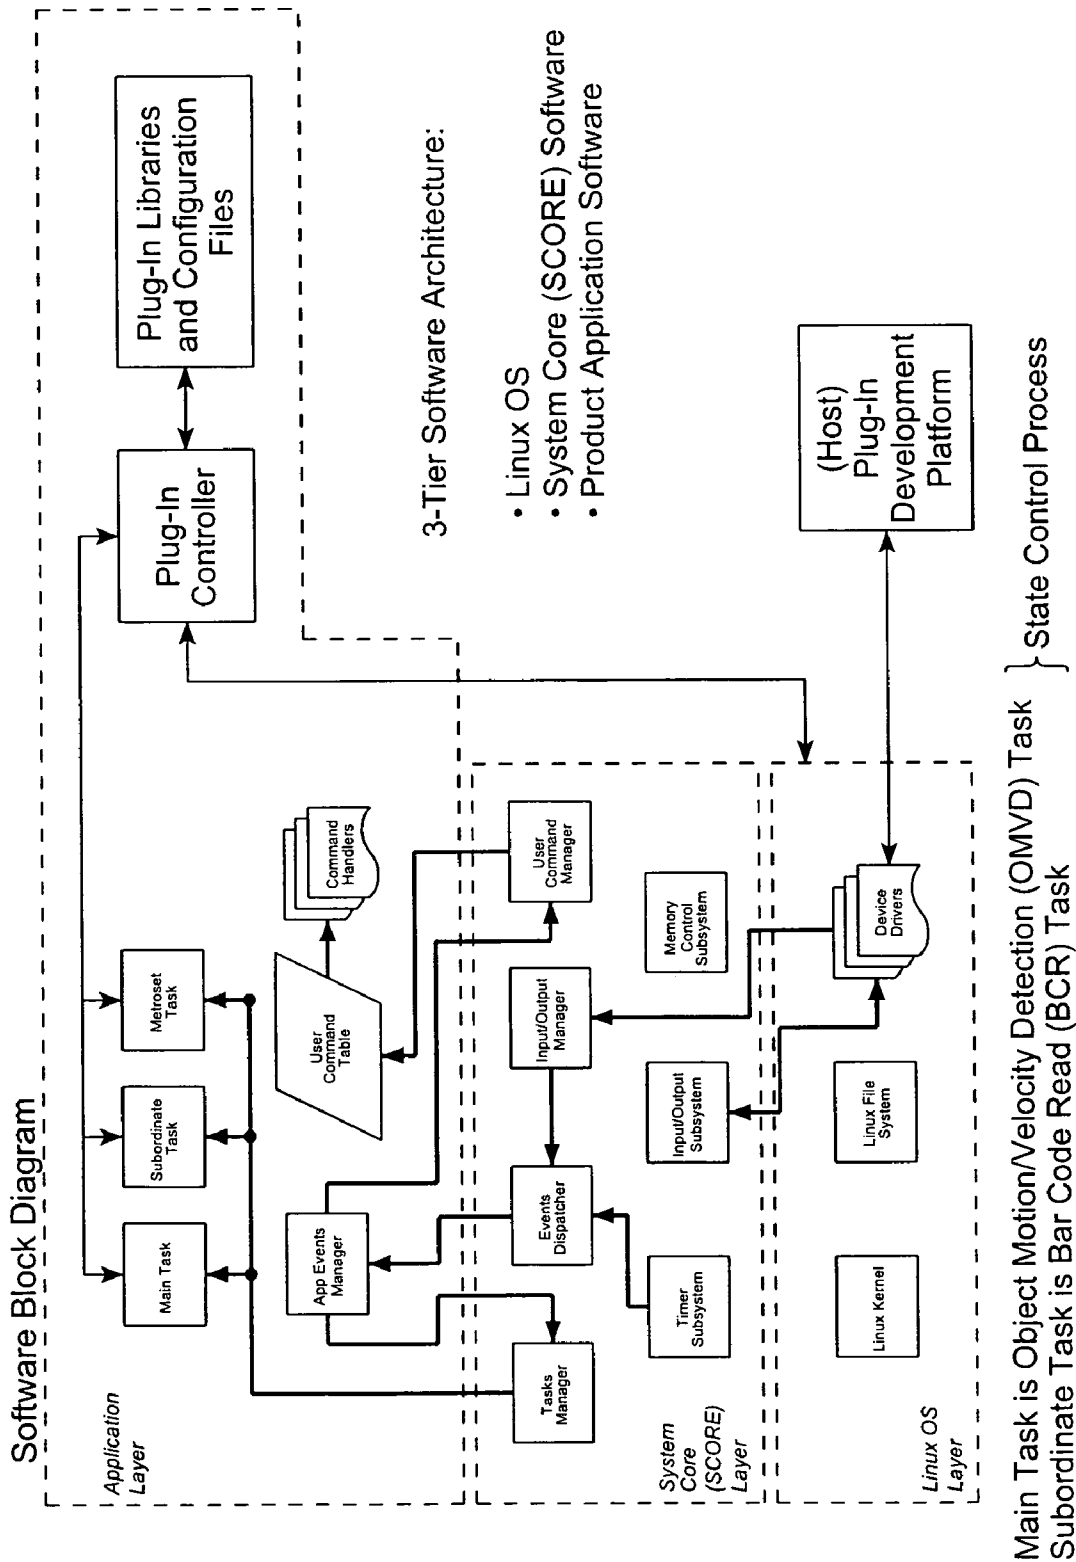 Software Block Diagram
Application
Layer
Main Task
Subordinate
Task
Metroset
Task
Plug-In
Controller
Plug-In Libraries
and Configuration
Files
App Events
Manager
User
Command
Table
Command
Handlers
3-Tier Software Architecture:
• Linux OS
• System Core (SCORE) Software
• Product Application Software
Tasks
Manager
Events
Dispatcher
Input/Output
Manager
User
Command
Manager
System
Core
(SCORE)
Layer
Timer
Subsystem
Input/Output
Subsystem
Memory
Control
Subsystem
Linux OS
Layer
Linux Kernel
Linux File
System
Device
Drivers
(Host)
Plug-In
Development
Platform
Main Task is Object Motion/Velocity Detection (OMVD) Task
Subordinate Task is Bar Code Read (BCR) Task
} State Control Process